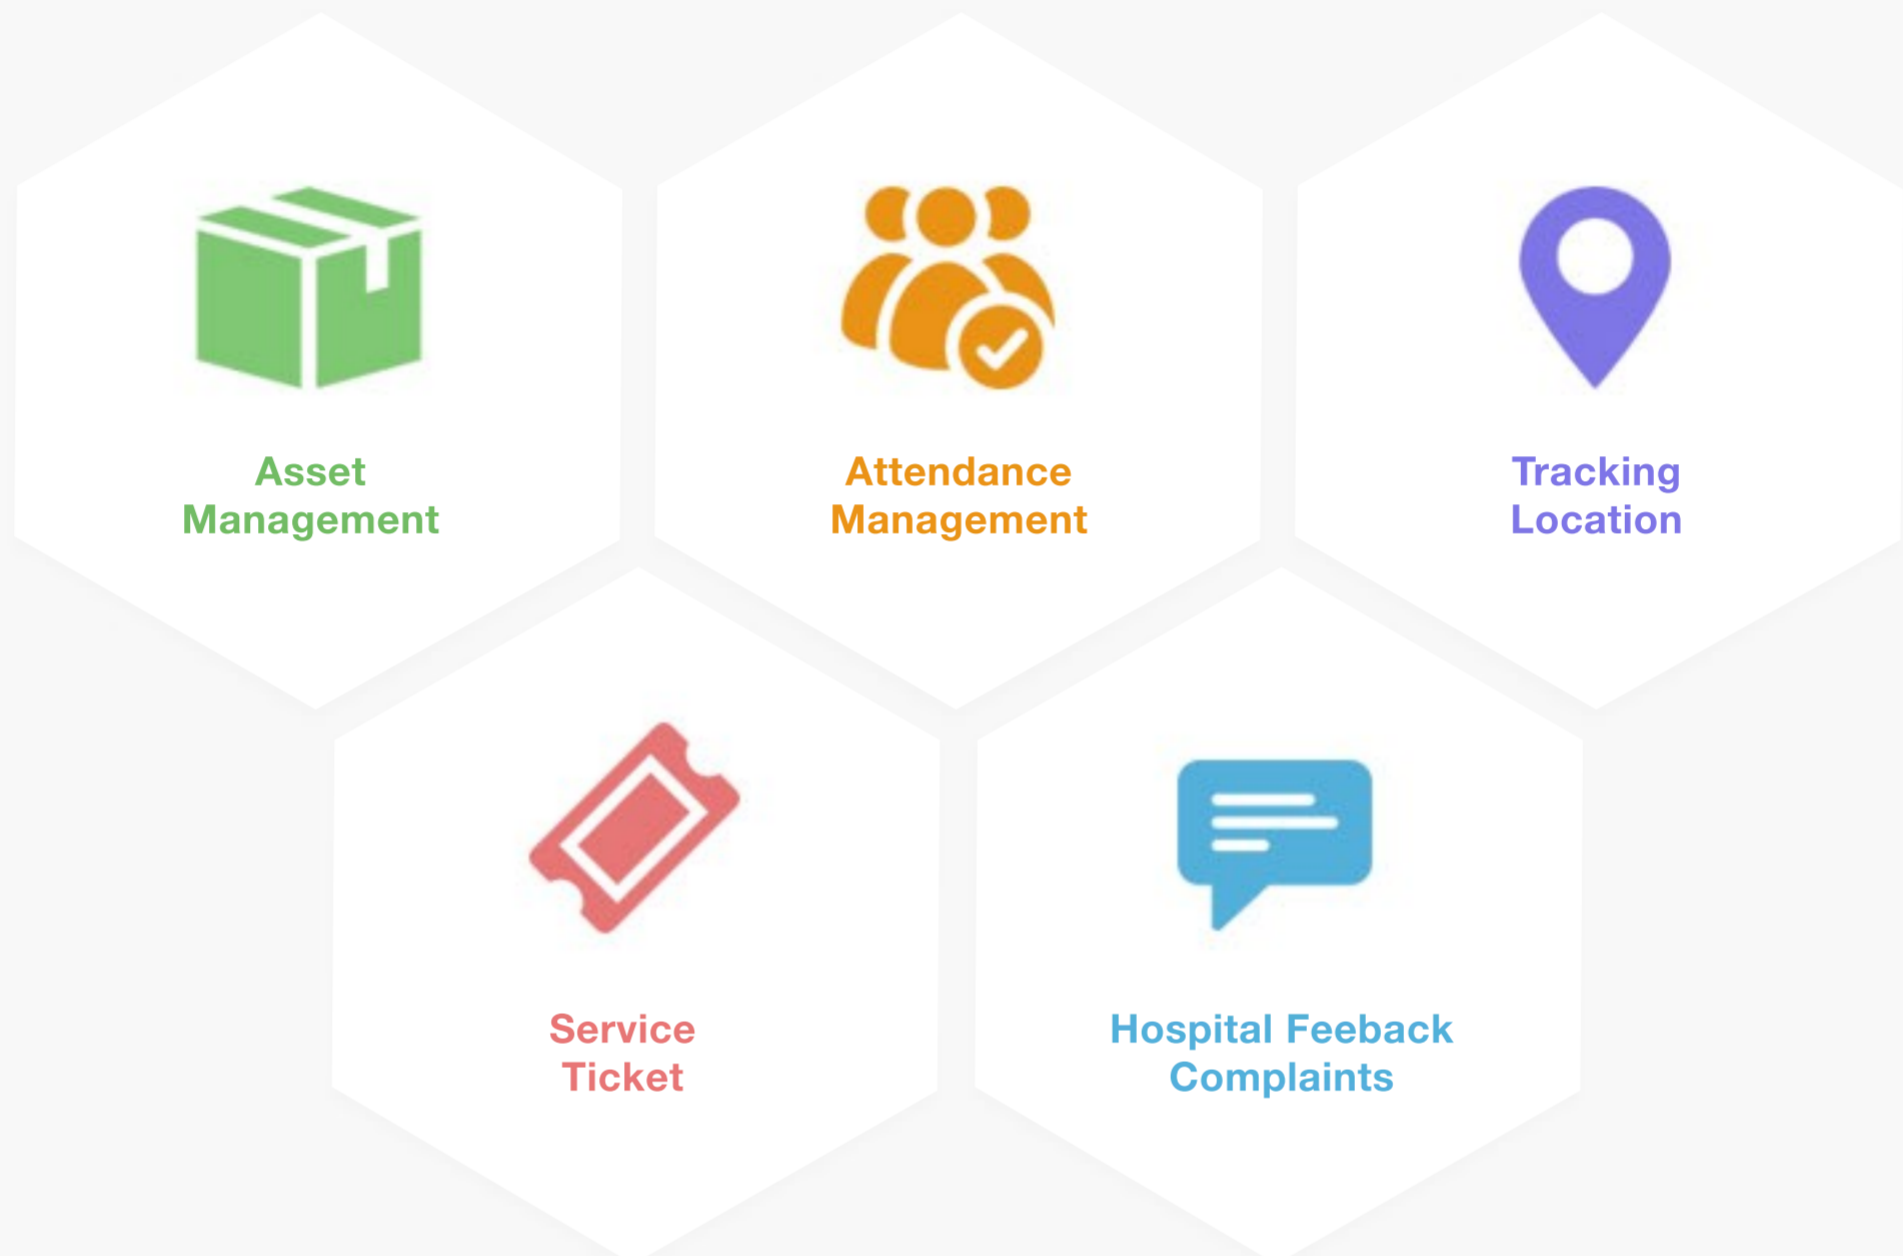 Asset
Management
Attendance
Management
Tracking
Location
Service
Ticket
Hospital Feeback
Complaints